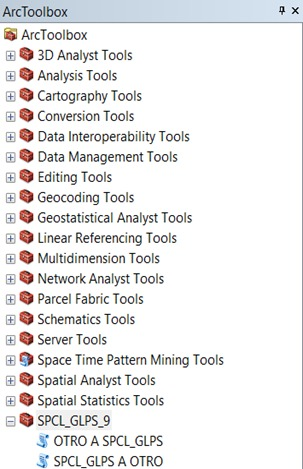 ArcToolbox
ArcToolbox
3D Analyst Tools
Analysis Tools
Cartography Tools
Conversion Tools
Data Interoperability Tools
Data Management Tools
Editing Tools
Geocoding Tools
Geostatistical Analyst Tools
Linear Referencing Tools
Multidimension Tools
Network Analyst Tools
Parcel Fabric Tools
Schematics Tools
Server Tools
Space Time Pattern Mining Tools
Spatial Analyst Tools
Spatial Statistics Tools
SPCL_GLPS_9
OTRO A SPCL_GLPS
SPCL_GLPS A OTRO